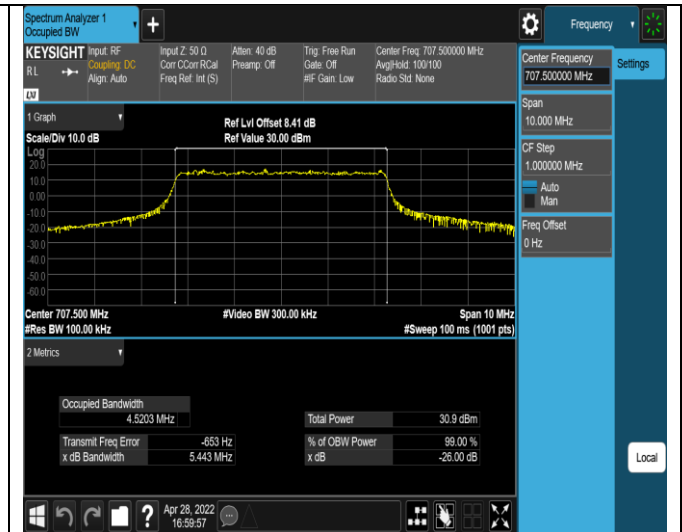 Spectrum Analyzer 1
Occupied BW
+
Frequency
KEYSIGHT
RL
LXI
Input: RF
Coupling: DC
Align: Auto
Input Z: 50 Ω
Corr CCorr RCal
Freq Ref: Int (S)
Atten: 40 dB
Preamp: Off
Trig: Free Run
Gate: Off
#IF Gain: Low
Center Freq: 707.500000 MHz
Avg|Hold: 100/100
Radio Std: None
Center Frequency
707.500000 MHz
Settings
Span
10.000 MHz
CF Step
1.000000 MHz
Auto
Man
Freq Offset
0 Hz
Local
1 Graph
Scale/Div 10.0 dB
Ref Lvl Offset 8.41 dB
Ref Value 30.00 dBm
Log
20.0
10.0
0.00
-10.0
-20.0
-30.0
-40.0
-50.0
-60.0
Center 707.500 MHz
#Video BW 300.00 kHz
Span 10 MHz
#Res BW 100.00 kHz
#Sweep 100 ms (1001 pts)
2 Metrics
Occupied Bandwidth
4.5203 MHz
Total Power 30.9 dBm
Transmit Freq Error -653 Hz
% of OBW Power 99.00 %
x dB Bandwidth 5.443 MHz
x dB -26.00 dB
?
Apr 28, 2022
16:59:57